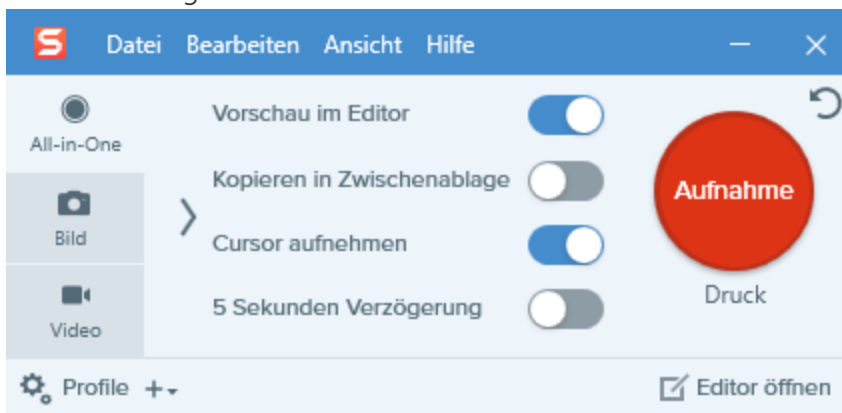 Datei Bearbeiten Ansicht Hilfe
All-in-One
Bild
Video
Vorschau im Editor
Kopieren in Zwischenablage
Cursor aufnehmen
5 Sekunden Verzögerung
Aufnahme
Druck
Profile
Editor öffnen